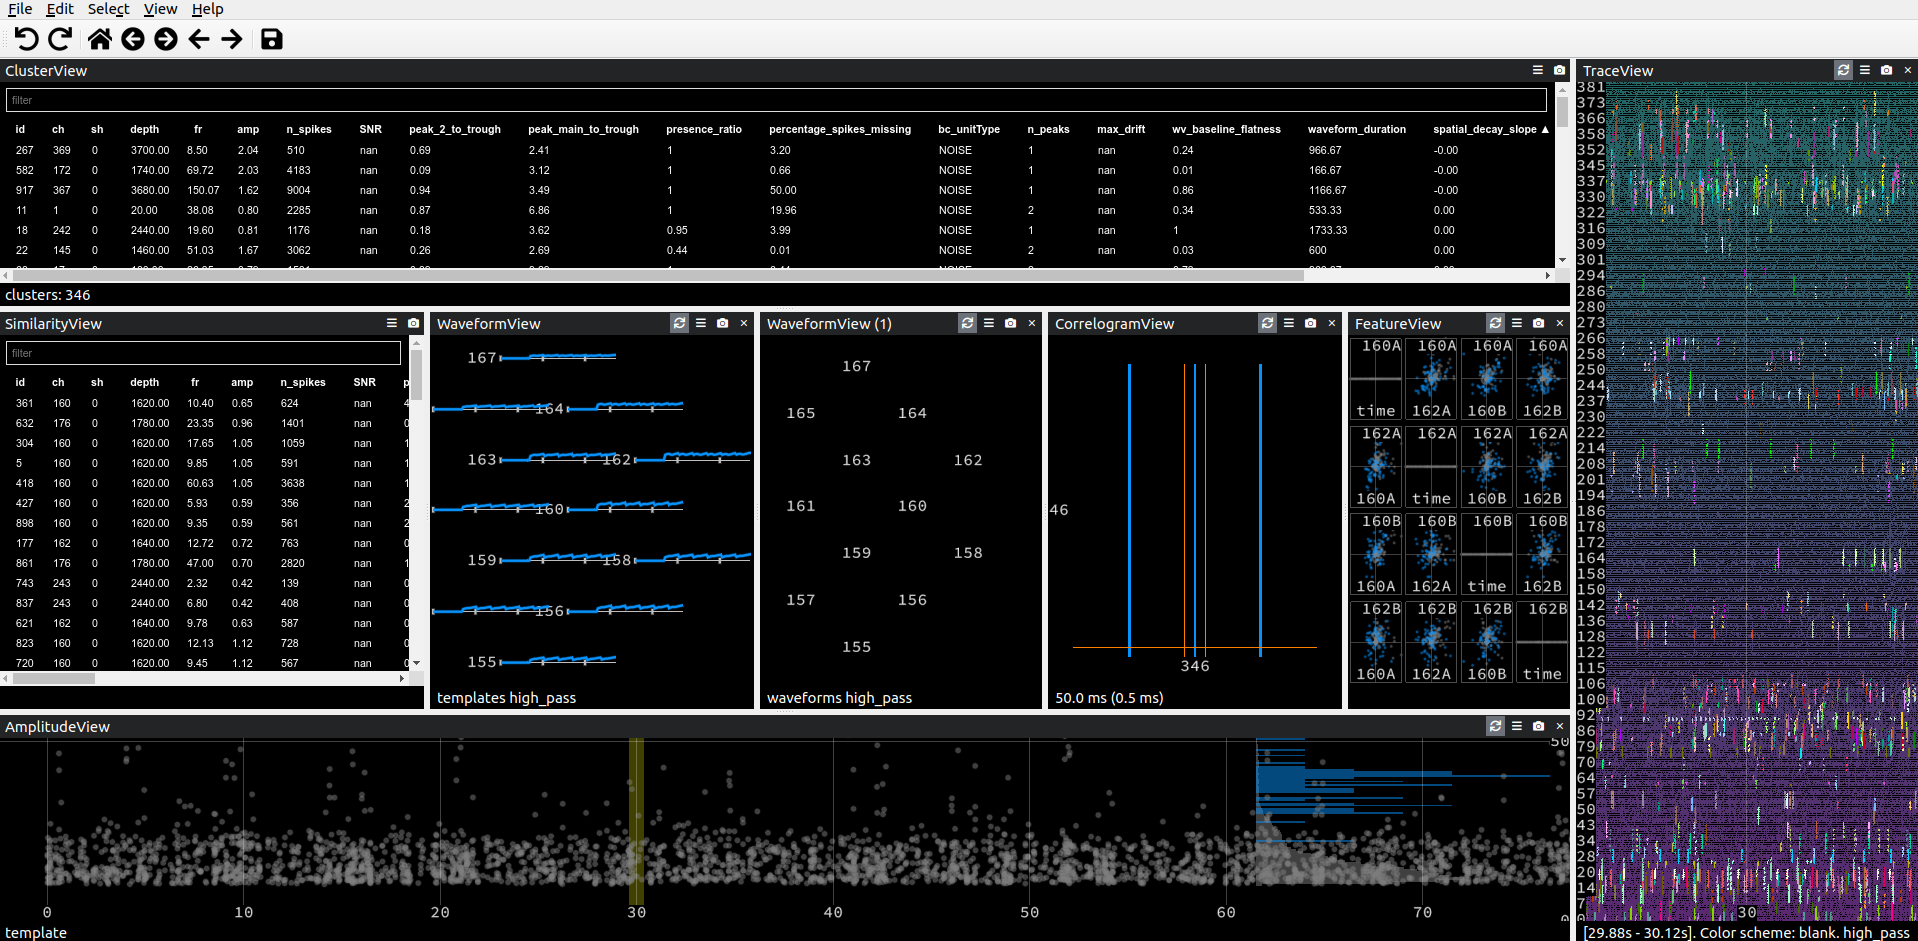 File Edit Select View Help
ClusterView
filter
id ch sh depth fr amp n_spikes SNR peak_2_to_trough peak_main_to_trough presence_ratio percentage_spikes_missing bc_unitType n_peaks max_drift wv_baseline_flatness waveform_duration spatial_decay_slope ▲
267 369 0 3700.00 8.50 2.04 510 nan 0.69 2.41 1 3.20 NOISE 1 nan 0.24 966.67 -0.00
582 172 0 1740.00 69.72 2.03 4183 nan 0.09 3.12 1 0.66 NOISE 1 nan 0.01 166.67 -0.00
917 367 0 3680.00 150.07 1.62 9004 nan 0.94 3.49 1 50.00 NOISE 1 nan 0.86 1166.67 -0.00
11 1 0 20.00 38.08 0.80 2285 nan 0.87 6.86 1 19.96 NOISE 2 nan 0.34 533.33 0.00
18 242 0 2440.00 19.60 0.81 1176 nan 0.18 3.62 0.95 3.99 NOISE 1 nan 1 1733.33 0.00
22 145 0 1460.00 51.03 1.67 3062 nan 0.26 2.69 0.44 0.01 NOISE 2 nan 0.03 600 0.00
clusters: 346
SimilarityView
filter
id ch sh depth fr amp n_spikes SNR p
361 160 0 1620.00 10.40 0.65 624 nan 4
632 176 0 1780.00 23.35 0.96 1401 nan 0
304 160 0 1620.00 17.65 1.05 1059 nan 1
5 160 0 1620.00 9.85 1.05 591 nan 1
418 160 0 1620.00 60.63 1.05 3638 nan 1
427 160 0 1620.00 5.93 0.59 356 nan 2
898 160 0 1620.00 9.35 0.59 561 nan 2
177 162 0 1640.00 12.72 0.72 763 nan 0
861 176 0 1780.00 47.00 0.70 2820 nan 1
743 243 0 2440.00 2.32 0.42 139 nan 0
837 243 0 2440.00 6.80 0.42 408 nan 0
621 162 0 1640.00 9.78 0.63 587 nan 0
823 160 0 1620.00 12.13 1.12 728 nan 1
720 160 0 1620.00 9.45 1.12 567 nan 0
WaveformView
167
164
163 162
160
159 158
156
155
templates high_pass
WaveformView (1)
167
165 164
163 162
161 160
159 158
157 156
155
waveforms high_pass
CorrelogramView
46
346
50.0 ms (0.5 ms)
FeatureView
160A 160A 160A 160A
time 162A 160B 162B
162A 162A 162A 162A
160A time 160B 162B
160B 160B 160B 160B
160A 162A time 162B
162B 162B 162B 162B
160A 162A 160B time
AmplitudeView
50
0 10 20 30 40 50 60 70
template
TraceView
381
373
366
358
352
345
337
330
322
316
309
301
294
286
280
273
266
258
250
244
237
230
222
214
208
201
194
186
178
172
164
158
150
142
136
128
122
115
106
100
92
86
79
70
64
57
50
43
34
28
20
14
7
0
30
[29.88s - 30.12s]. Color scheme: blank. high_pass